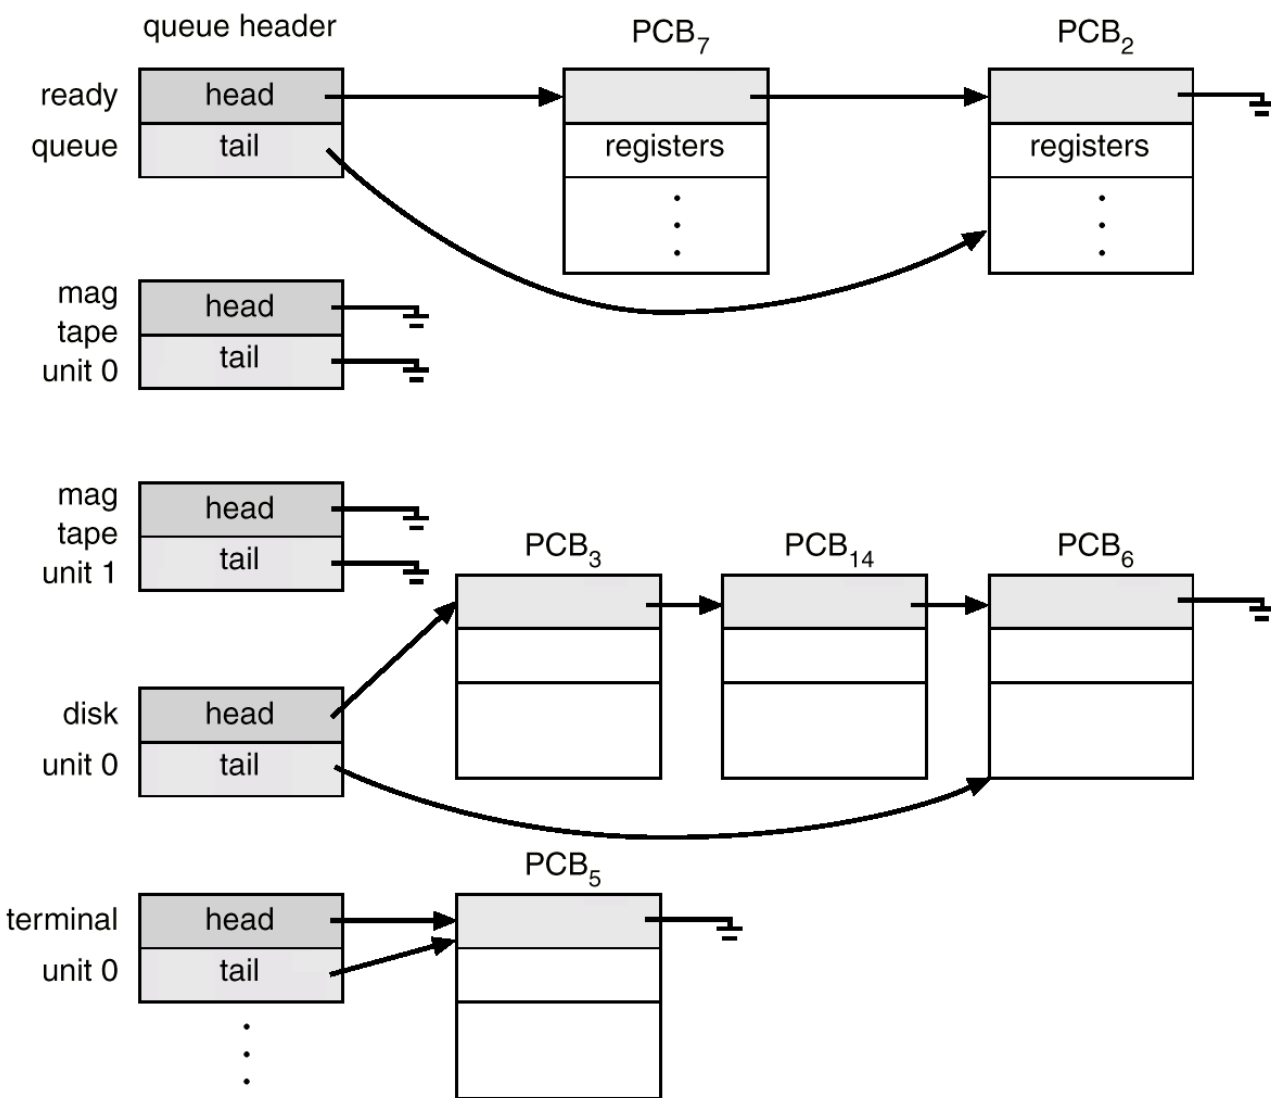 queue header
PCB7
PCB2
ready
queue
head
tail
registers
registers
mag
tape
unit 0
head
tail
mag
tape
unit 1
head
tail
PCB3
PCB14
PCB6
disk
unit 0
head
tail
PCB5
terminal
unit 0
head
tail